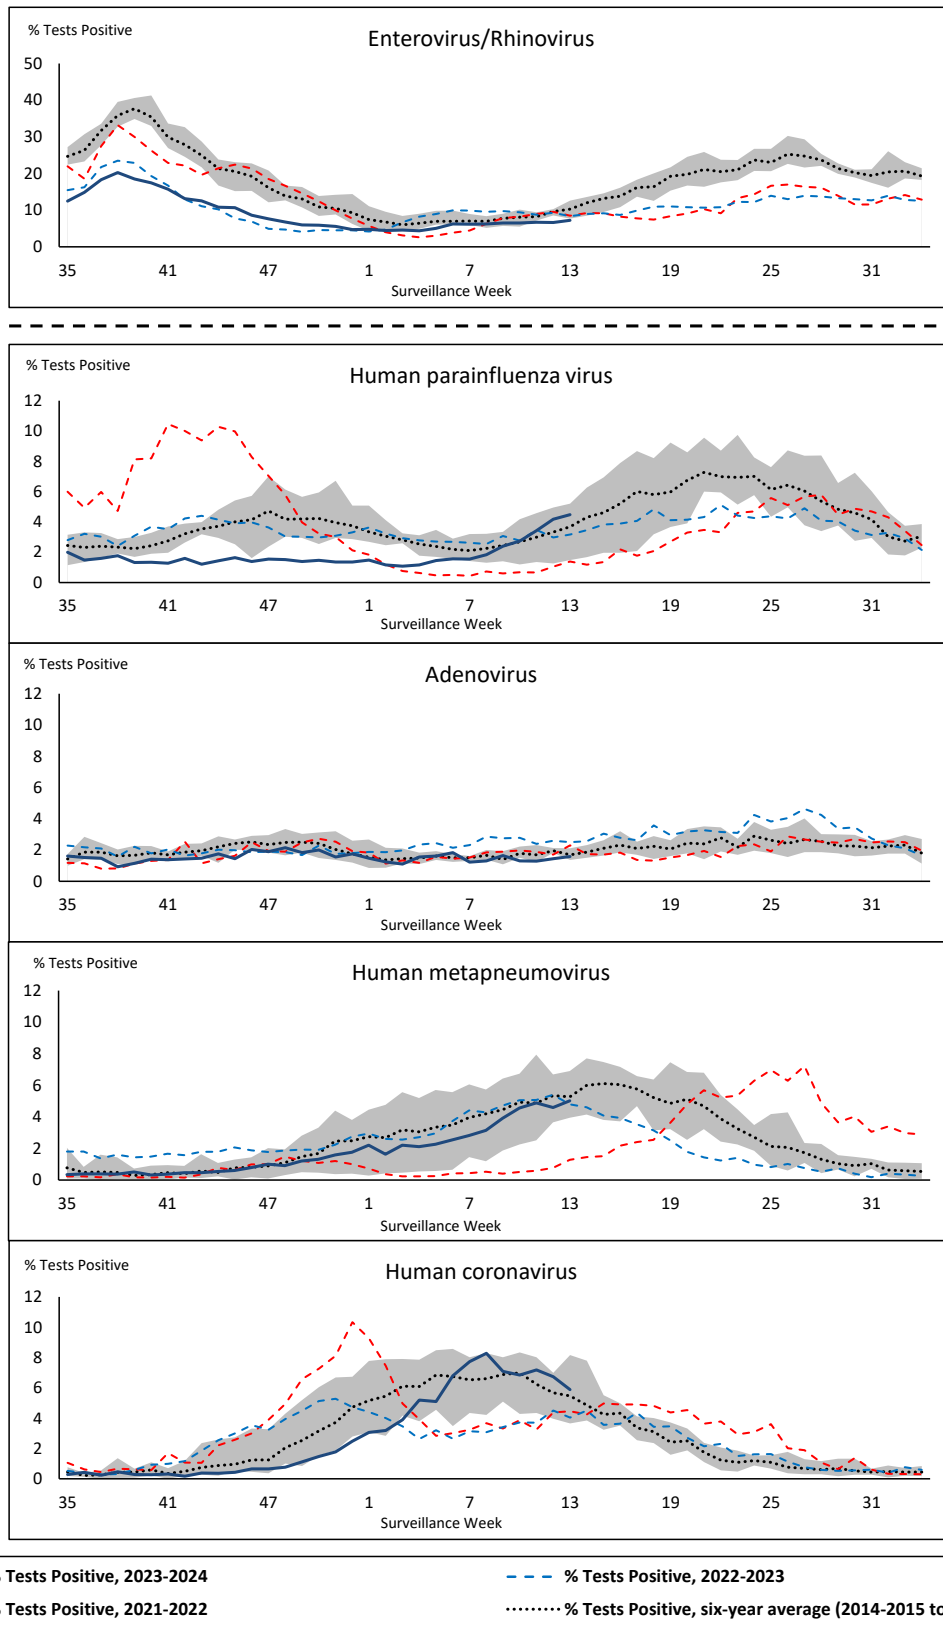 % Tests Positive
Enterovirus/Rhinovirus
50
40
30
20
10
0
35 41 47 1 7 13 19 25 31
Surveillance Week
% Tests Positive
Human parainfluenza virus
12
10
8
6
4
2
0
35 41 47 1 7 13 19 25 31
Surveillance Week
% Tests Positive
Adenovirus
12
10
8
6
4
2
0
35 41 47 1 7 13 19 25 31
Surveillance Week
% Tests Positive
Human metapneumovirus
12
10
8
6
4
2
0
35 41 47 1 7 13 19 25 31
Surveillance Week
% Tests Positive
Human coronavirus
12
10
8
6
4
2
0
35 41 47 1 7 13 19 25 31
Surveillance Week
Tests Positive, 2023-2024 % Tests Positive, 2022-2023
Tests Positive, 2021-2022 % Tests Positive, six-year average (2014-2015 to